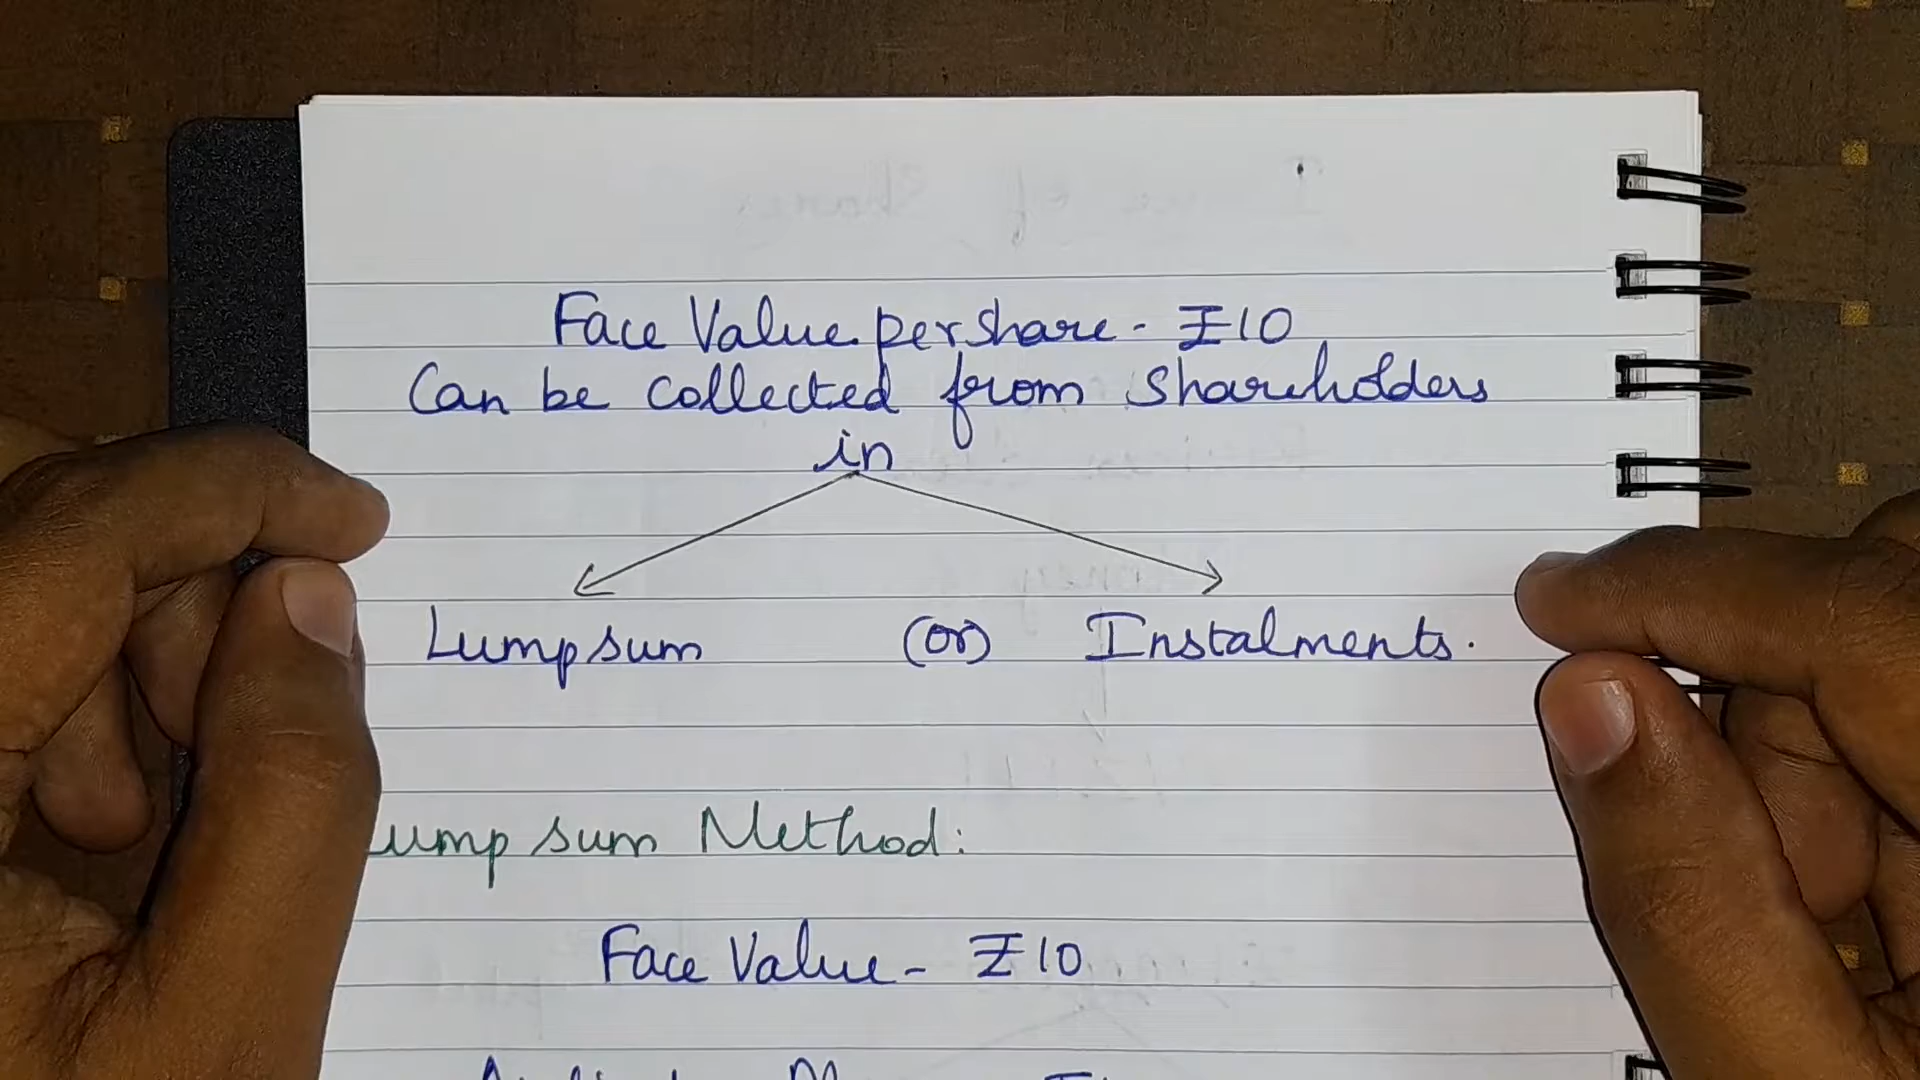 Face Value per share - ₹10
Can be collected from Shareholders
in
Lumpsum (or) Instalments.
ump sum Method:
Face Value - ₹10